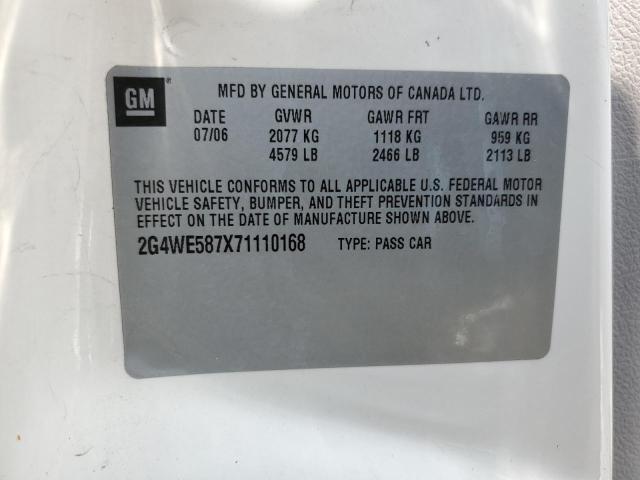 GM
MFD BY GENERAL MOTORS OF CANADA LTD.
DATE GVWR GAWR FRT GAWR RR
07/06 2077 KG 1118 KG 959 KG
4579 LB 2466 LB 2113 LB
THIS VEHICLE CONFORMS TO ALL APPLICABLE U.S. FEDERAL MOTOR
VEHICLE SAFETY, BUMPER, AND THEFT PREVENTION STANDARDS IN
EFFECT ON THE DATE OF MANUFACTURE SHOWN ABOVE.
2G4WE587X71110168 TYPE: PASS CAR